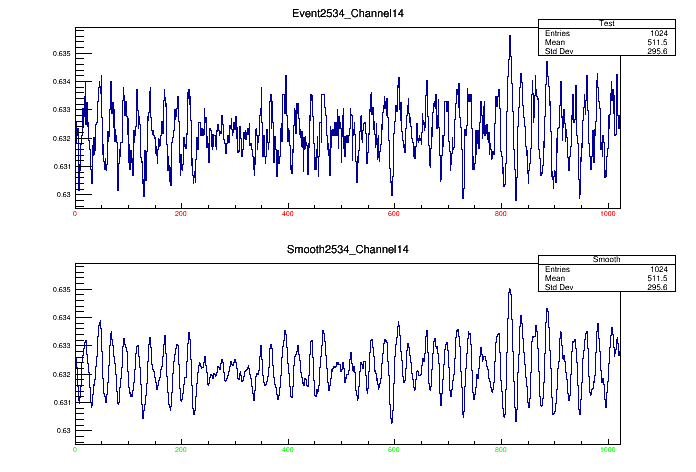 Event2534_Channel14
Test
Entries 1024
Mean 511.5
Std Dev 295.6
0.635
0.634
0.633
0.632
0.631
0.63
0 200 400 600 800 1000
Smooth2534_Channel14
Smooth
Entries 1024
Mean 511.5
Std Dev 295.6
0.635
0.634
0.633
0.632
0.631
0.63
0 200 400 600 800 1000